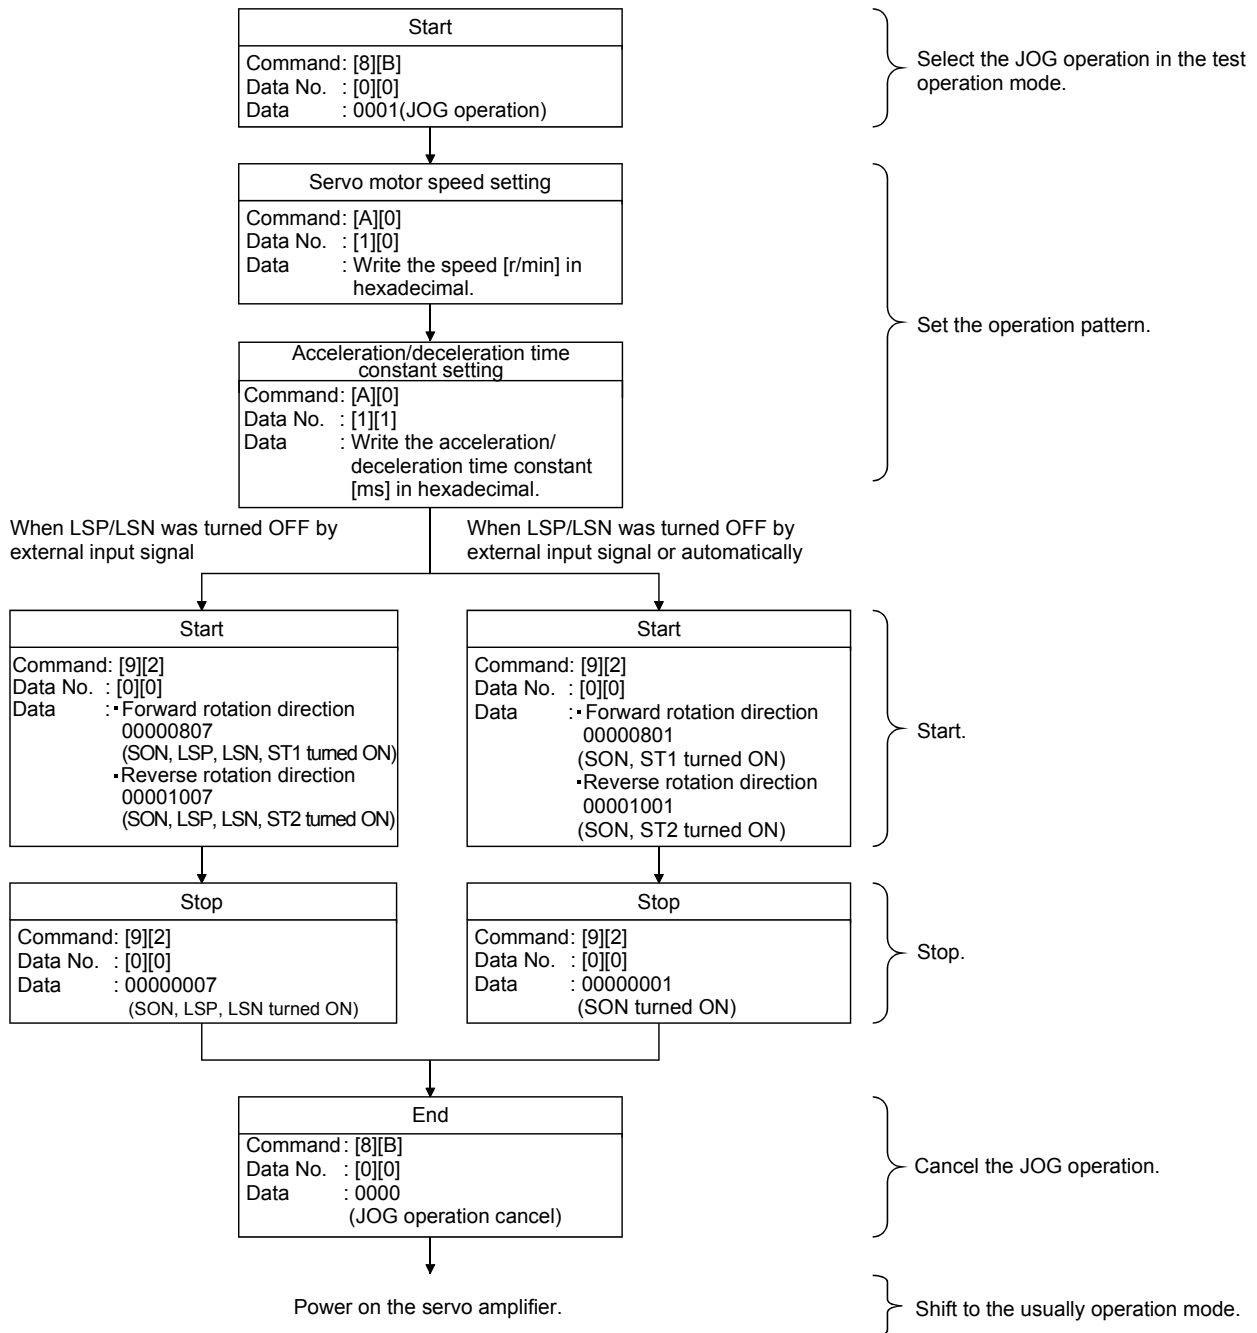 Start
Command: [8][B]
Data No. : [0][0]
Data : 0001(JOG operation)
Select the JOG operation in the test
operation mode.
Servo motor speed setting
Command: [A][0]
Data No. : [1][0]
Data : Write the speed [r/min] in
hexadecimal.
Acceleration/deceleration time
constant setting
Command: [A][0]
Data No. : [1][1]
Data : Write the acceleration/
deceleration time constant
[ms] in hexadecimal.
Set the operation pattern.
When LSP/LSN was turned OFF by
external input signal
When LSP/LSN was turned OFF by
external input signal or automatically
Start
Command: [9][2]
Data No. : [0][0]
Data :▪Forward rotation direction
00000807
(SON, LSP, LSN, ST1 turned ON)
▪Reverse rotation direction
00001007
(SON, LSP, LSN, ST2 turned ON)
Start
Command: [9][2]
Data No. : [0][0]
Data :▪Forward rotation direction
00000801
(SON, ST1 turned ON)
▪Reverse rotation direction
00001001
(SON, ST2 turned ON)
Start.
Stop
Command: [9][2]
Data No. : [0][0]
Data : 00000007
(SON, LSP, LSN turned ON)
Stop
Command: [9][2]
Data No. : [0][0]
Data : 00000001
(SON turned ON)
Stop.
End
Command: [8][B]
Data No. : [0][0]
Data : 0000
(JOG operation cancel)
Cancel the JOG operation.
Power on the servo amplifier.
Shift to the usually operation mode.